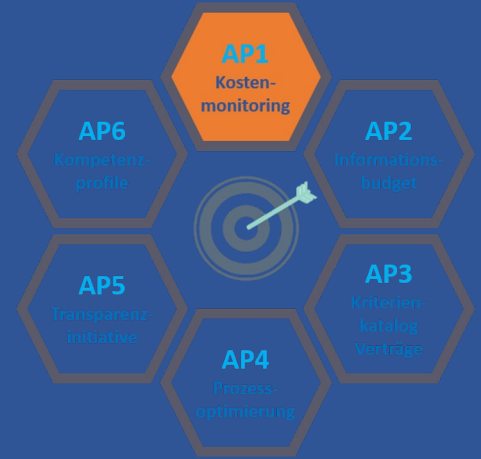 AP1
Kosten-
monitoring
AP2
Informations-
budget
AP3
Kriterien-
katalog
Verträge
AP4
Prozess-
optimierung
AP5
Transparenz-
initiative
AP6
Kompetenz-
profile